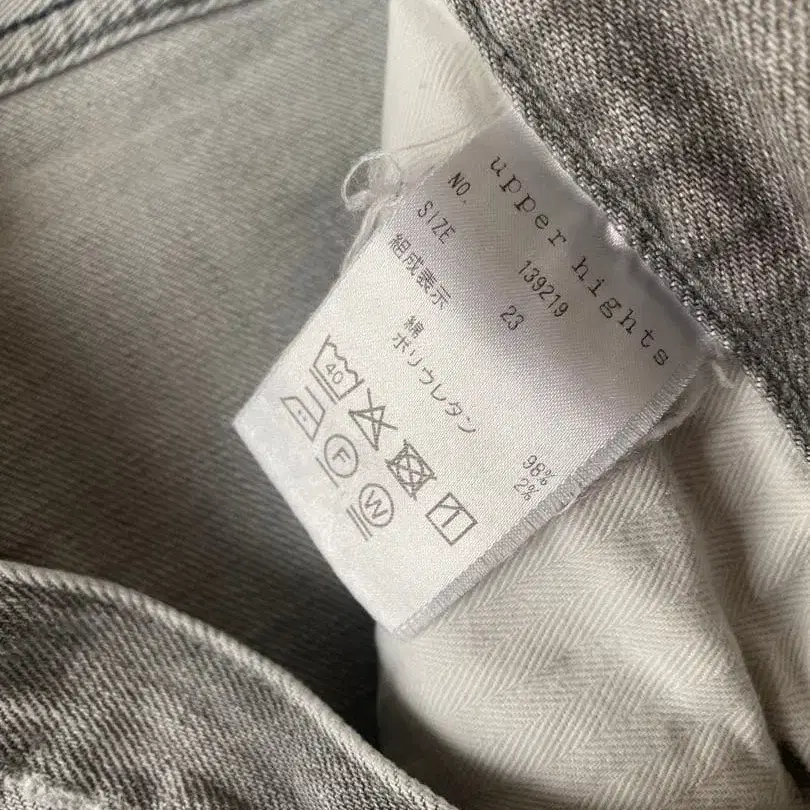 upper hights
NO. 139219
SIZE 23
組成表示
綿 98%
ポリウレタン 2%
40
F
W